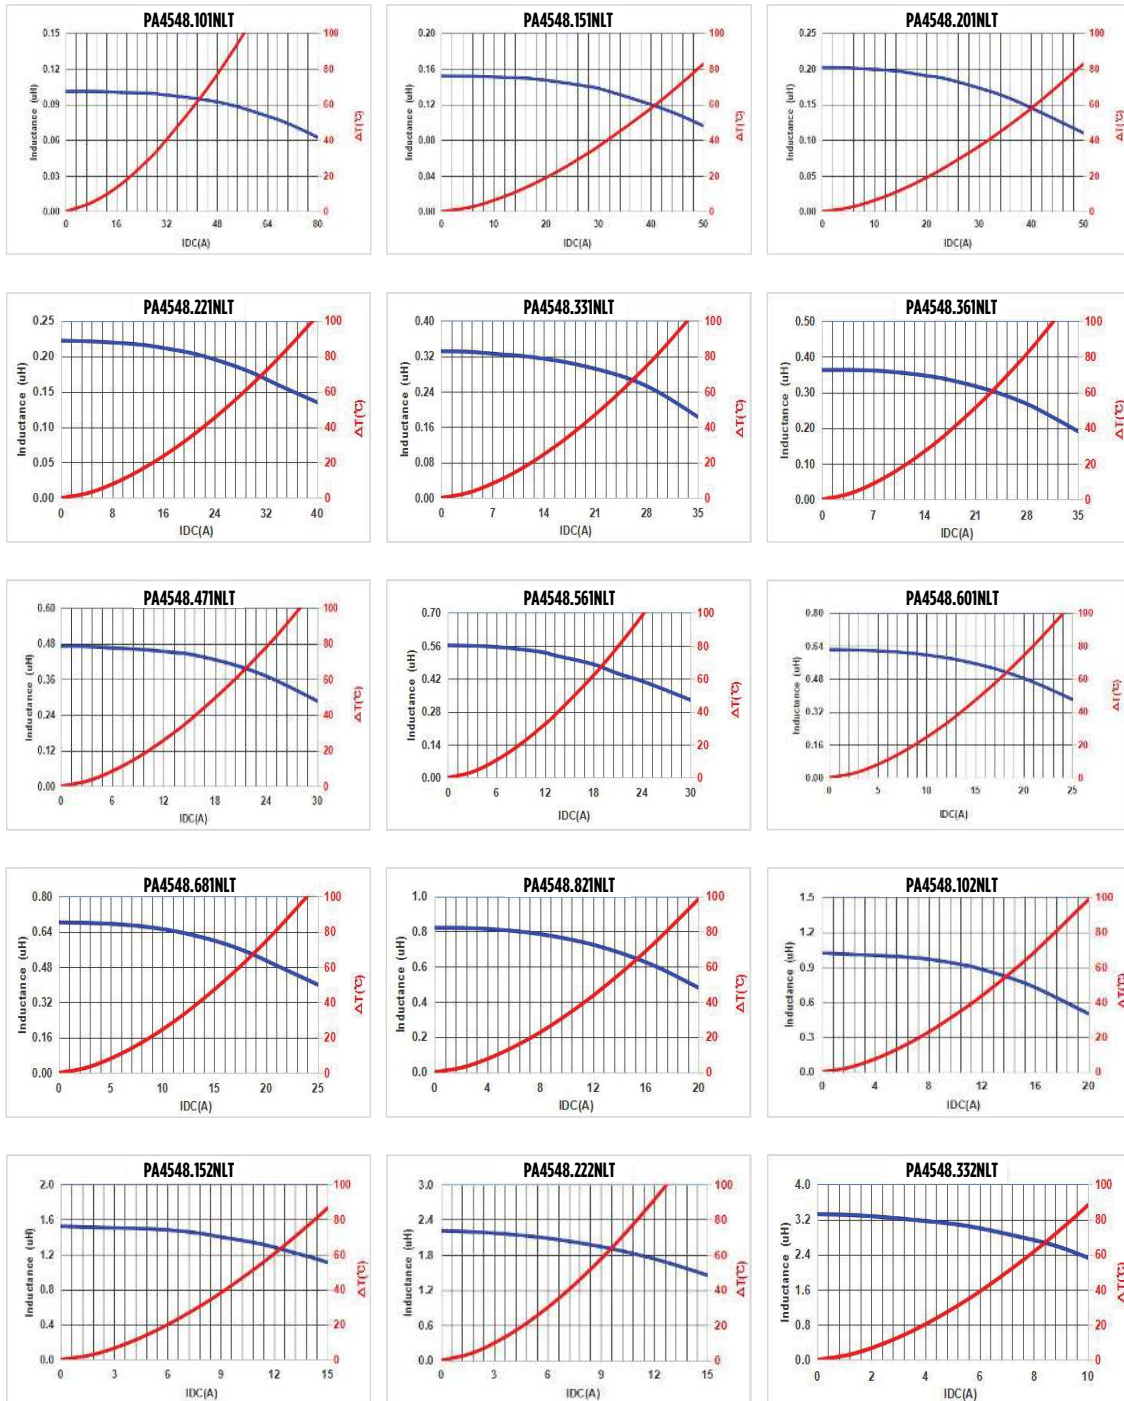 PA4548.101NLT
0.15 0.12 0.09 0.06 0.03 0.00
Inductance (uH)
100 80 60 40 20 0
ΔT(℃)
0 16 32 48 64 80
IDC(A)
PA4548.151NLT
0.20 0.16 0.12 0.08 0.04 0.00
Inductance (uH)
100 80 60 40 20 0
ΔT(℃)
0 10 20 30 40 50
IDC(A)
PA4548.201NLT
0.25 0.20 0.15 0.10 0.05 0.00
Inductance (uH)
100 80 60 40 20 0
ΔT(℃)
0 10 20 30 40 50
IDC(A)
PA4548.221NLT
0.25 0.20 0.15 0.10 0.05 0.00
Inductance (uH)
100 80 60 40 20 0
ΔT(℃)
0 8 16 24 32 40
IDC(A)
PA4548.331NLT
0.40 0.32 0.24 0.16 0.08 0.00
Inductance (uH)
100 80 60 40 20 0
ΔT(℃)
0 7 14 21 28 35
IDC(A)
PA4548.361NLT
0.50 0.40 0.30 0.20 0.10 0.00
Inductance (uH)
100 80 60 40 20 0
ΔT(℃)
0 7 14 21 28 35
IDC(A)
PA4548.471NLT
0.60 0.48 0.36 0.24 0.12 0.00
Inductance (uH)
100 80 60 40 20 0
ΔT(℃)
0 6 12 18 24 30
IDC(A)
PA4548.561NLT
0.70 0.56 0.42 0.28 0.14 0.00
Inductance (uH)
100 80 60 40 20 0
ΔT(℃)
0 6 12 18 24 30
IDC(A)
PA4548.601NLT
0.80 0.64 0.48 0.32 0.16 0.00
Inductance (uH)
100 80 60 40 20 0
ΔT(℃)
0 5 10 15 20 25
IDC(A)
PA4548.681NLT
0.80 0.64 0.48 0.32 0.16 0.00
Inductance (uH)
100 80 60 40 20 0
ΔT(℃)
0 5 10 15 20 25
IDC(A)
PA4548.821NLT
1.0 0.8 0.6 0.4 0.2 0.0
Inductance (uH)
100 80 60 40 20 0
ΔT(℃)
0 4 8 12 16 20
IDC(A)
PA4548.102NLT
1.5 1.2 0.9 0.6 0.3 0.0
Inductance (uH)
100 80 60 40 20 0
ΔT(℃)
0 4 8 12 16 20
IDC(A)
PA4548.152NLT
2.0 1.6 1.2 0.8 0.4 0.0
Inductance (uH)
100 80 60 40 20 0
ΔT(℃)
0 3 6 9 12 15
IDC(A)
PA4548.222NLT
3.0 2.4 1.8 1.2 0.6 0.0
Inductance (uH)
100 80 60 40 20 0
ΔT(℃)
0 3 6 9 12 15
IDC(A)
PA4548.332NLT
4.0 3.2 2.4 1.6 0.8 0.0
Inductance (uH)
100 80 60 40 20 0
ΔT(℃)
0 2 4 6 8 10
IDC(A)